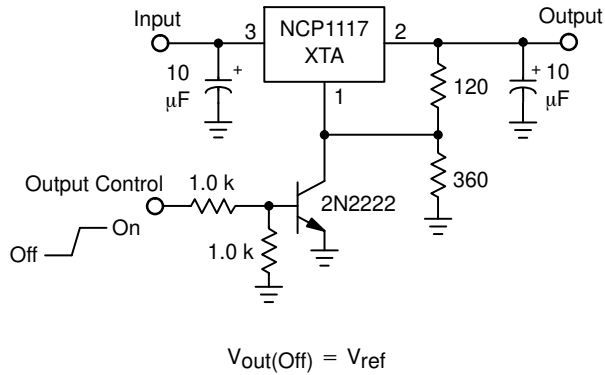 Input
Output
3
NCP1117
XTA
2
10
µF
+
1
120
+
10
µF
360
Output Control
1.0 k
2N2222
On
Off
1.0 k
Vout(Off) = Vref